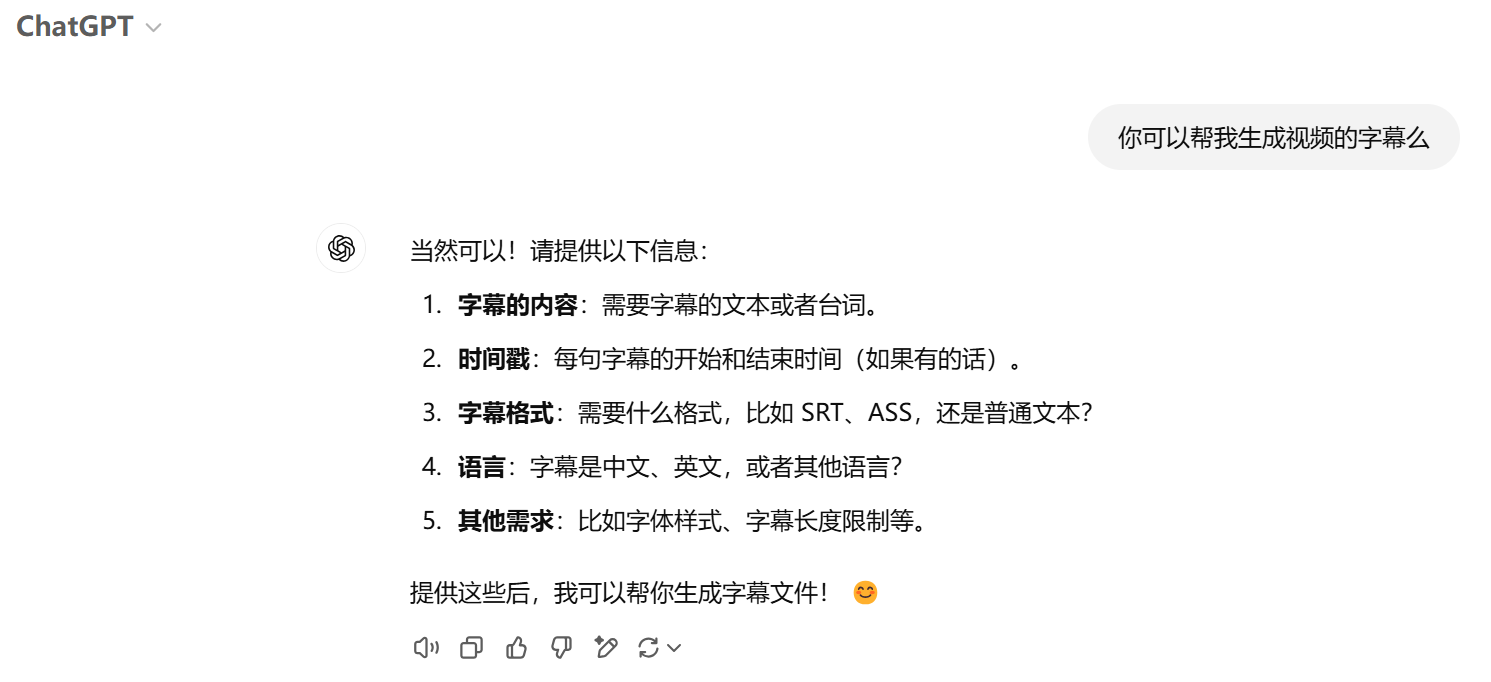 ChatGPT
你可以帮我生成视频的字幕么
当然可以！请提供以下信息：
1. 字幕的内容：需要字幕的文本或者台词。
2. 时间戳：每句字幕的开始和结束时间（如果有的话）。
3. 字幕格式：需要什么格式，比如 SRT、ASS，还是普通文本？
4. 语言：字幕是中文、英文，或者其他语言？
5. 其他需求：比如字体样式、字幕长度限制等。
提供这些后，我可以帮你生成字幕文件！ 😊